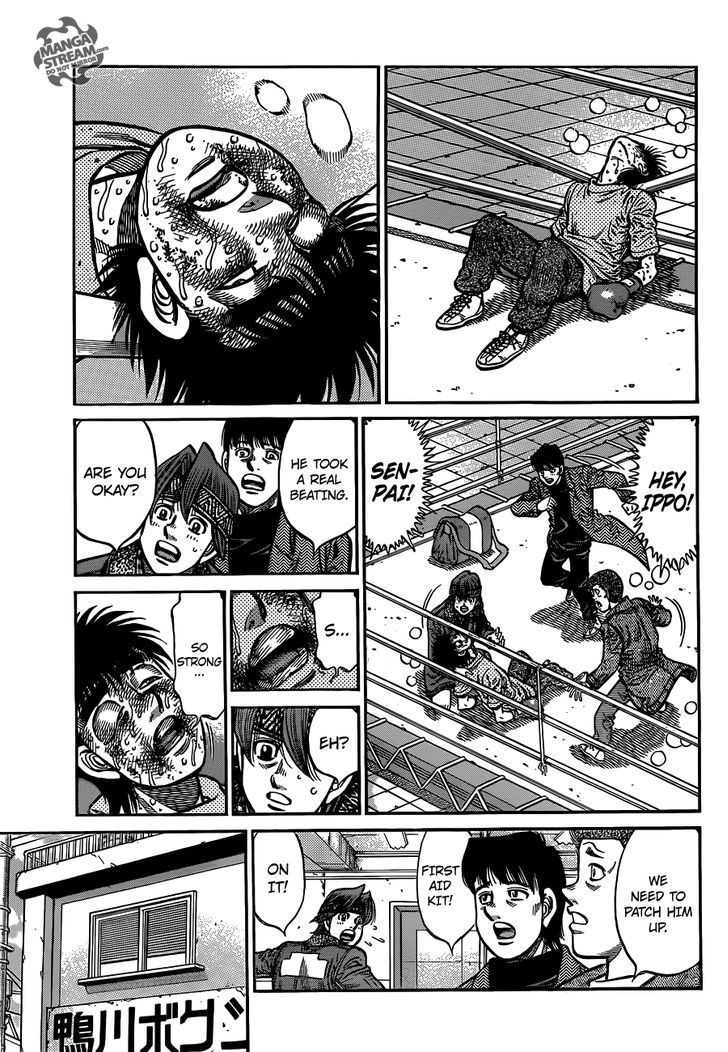 MANGA
STREAM.com
DO NOT MIRROR
HEY,
IPPO!
SEN-
PAI!
HE TOOK
A REAL
BEATING.
ARE YOU
OKAY?
S...
SO
STRONG
...
EH?
WE
NEED TO
PATCH HIM
UP.
FIRST
AID
KIT!
ON
IT!
鴨川ボクシ